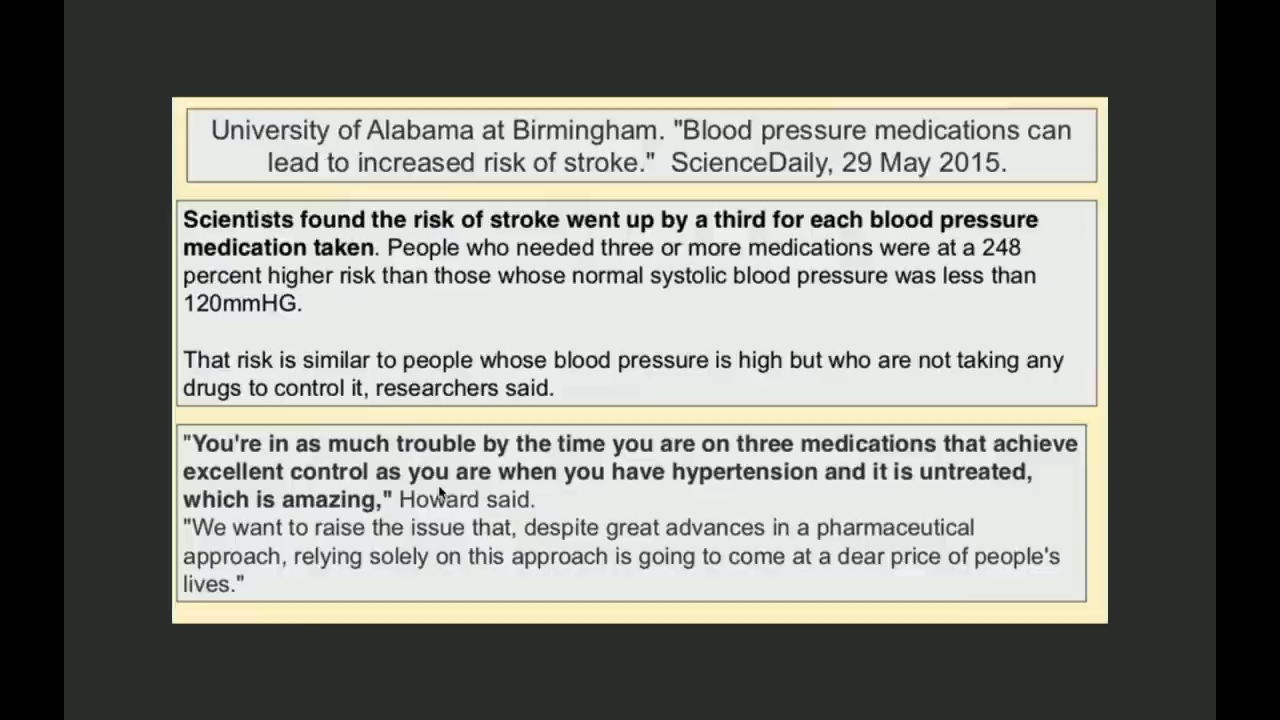 University of Alabama at Birmingham. "Blood pressure medications can
lead to increased risk of stroke."  ScienceDaily, 29 May 2015.
Scientists found the risk of stroke went up by a third for each blood pressure
medication taken. People who needed three or more medications were at a 248
percent higher risk than those whose normal systolic blood pressure was less than
120mmHG.
That risk is similar to people whose blood pressure is high but who are not taking any
drugs to control it, researchers said.
"You're in as much trouble by the time you are on three medications that achieve
excellent control as you are when you have hypertension and it is untreated,
which is amazing," Howard said.
"We want to raise the issue that, despite great advances in a pharmaceutical
approach, relying solely on this approach is going to come at a dear price of people's
lives."